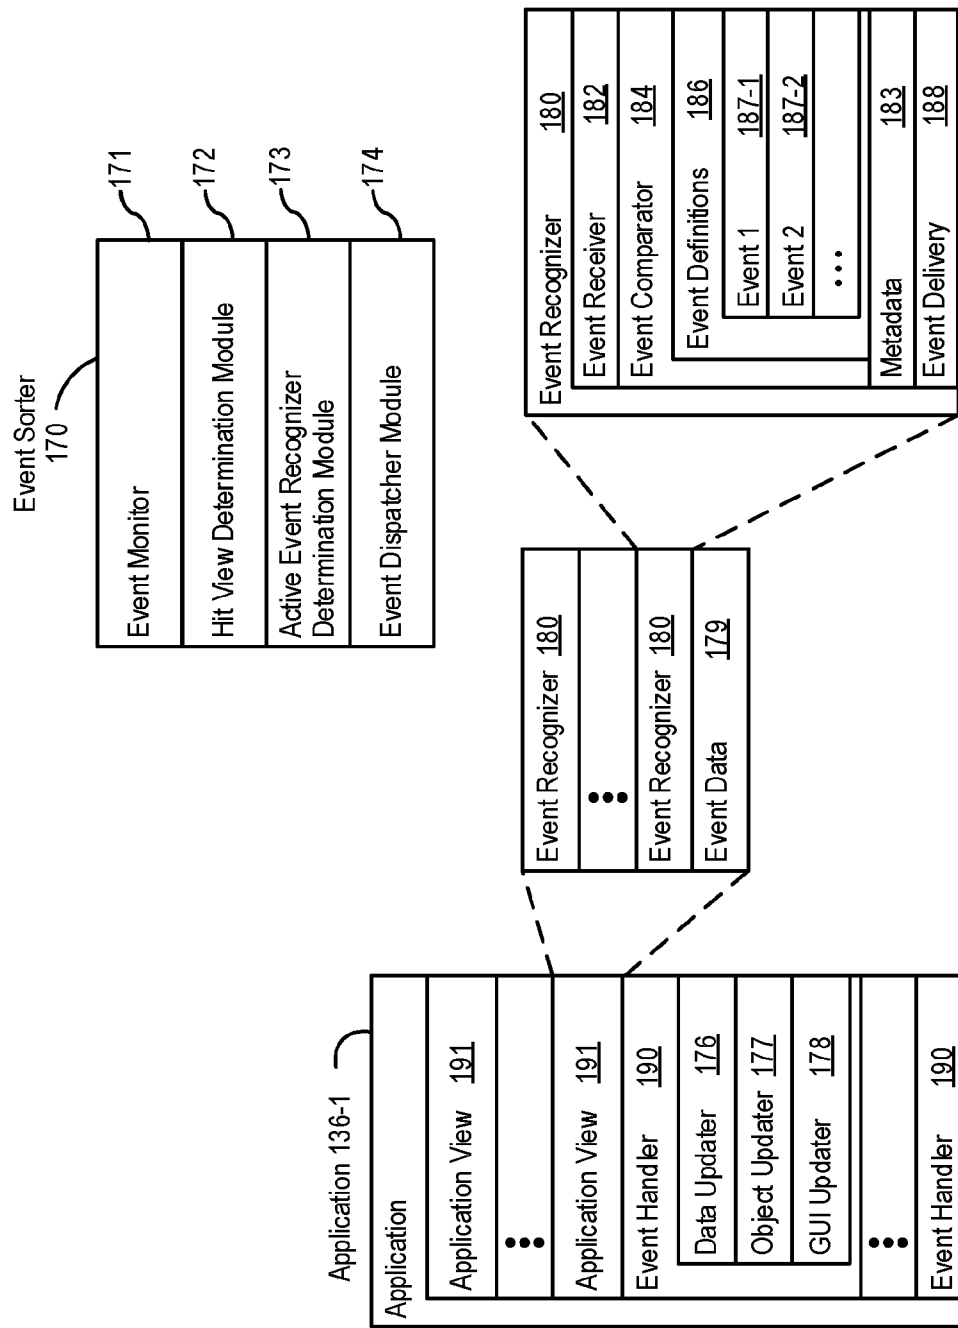 Event Sorter
170
Event Monitor
171
Hit View Determination Module
172
Active Event Recognizer
Determination Module
173
Event Dispatcher Module
174
Application 136-1
Application
Application View 191
•••
Application View 191
Event Handler 190
Data Updater 176
Object Updater 177
GUI Updater 178
•••
Event Handler 190
Event Recognizer 180
•••
Event Recognizer 180
Event Data 179
Event Recognizer 180
Event Receiver 182
Event Comparator 184
Event Definitions 186
Event 1 187-1
Event 2 187-2
•••
Metadata 183
Event Delivery 188